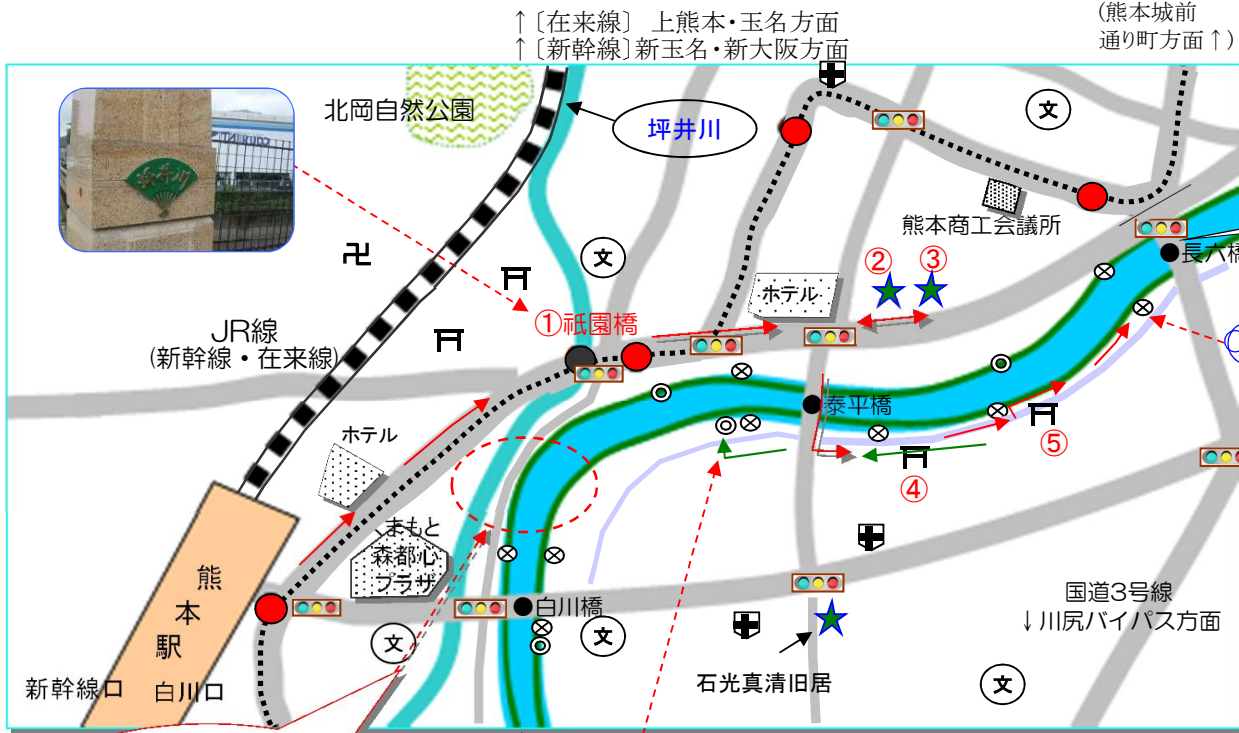 ↑〔在来線〕 上熊本・玉名方面
↑〔新幹線〕新玉名・新大阪方面
(熊本城前
通り町方面↑)
北岡自然公園
坪井川
文
熊本商工会議所
②
③
長六橋
卍
文
ホテル
JR線
(新幹線・在来線)
①祇園橋
泰平橋
ホテル
⑤
④
まもと
森都心
プラザ
熊
本
駅
白川橋
国道3号線
↓川尻バイパス方面
文
文
新幹線口
白川口
石光真清旧居
文